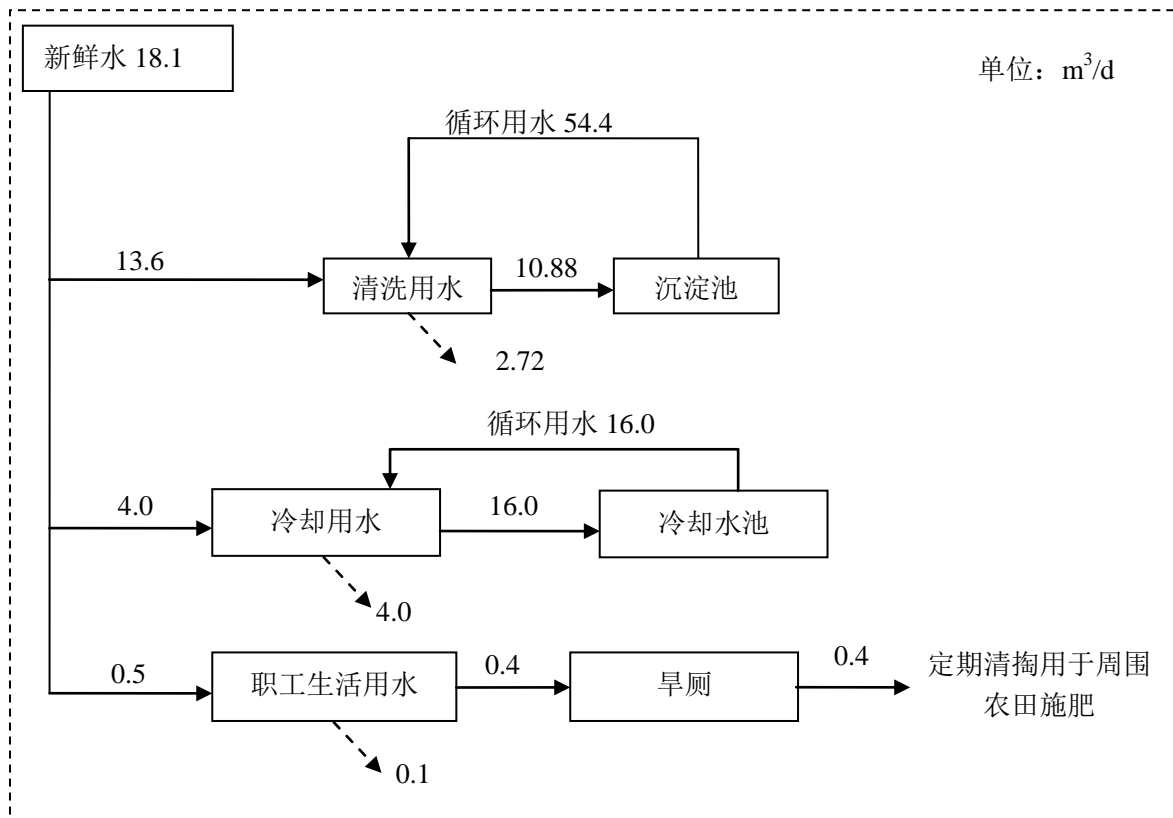 新鲜水 18.1
单位：m³/d
循环用水 54.4
13.6
清洗用水
10.88
沉淀池
2.72
循环用水 16.0
4.0
冷却用水
16.0
冷却水池
4.0
0.5
职工生活用水
0.4
旱厕
0.4
定期清掏用于周围
农田施肥
0.1